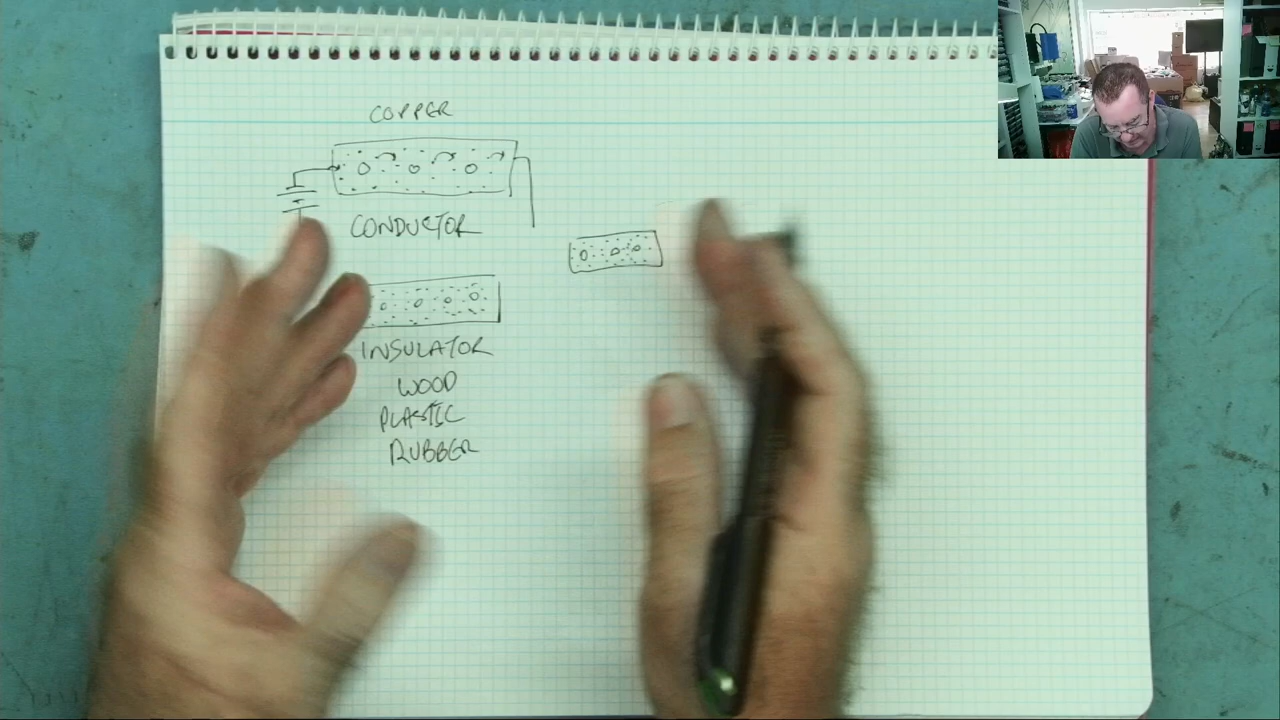 COPPER
CONDUCTOR
INSULATOR
WOOD
PLASTIC
RUBBER